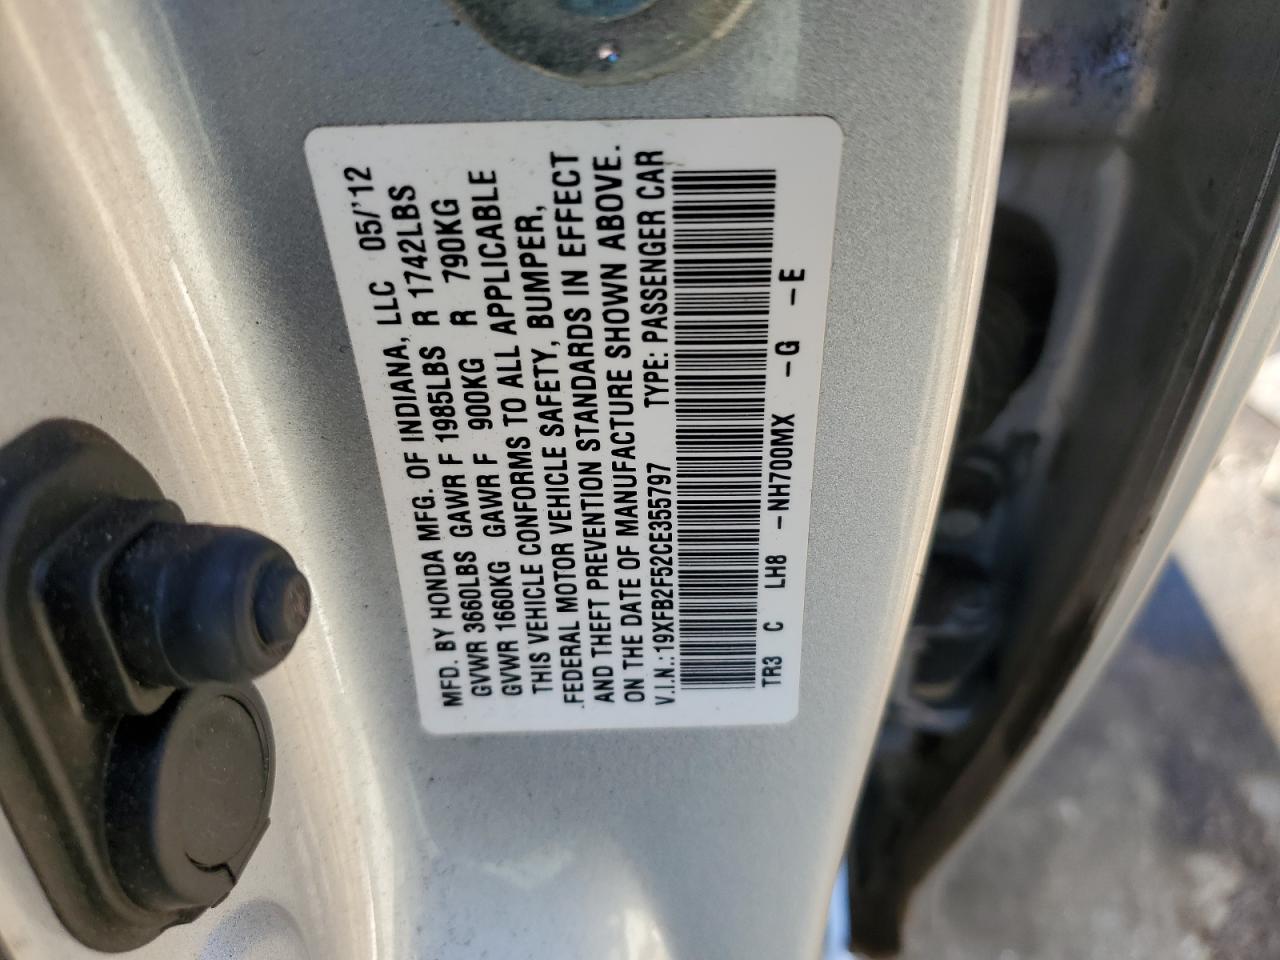 MFD. BY HONDA MFG. OF INDIANA, LLC 05/'12
GVWR 3660LBS GAWR F 1985LBS R 1742LBS
GVWR 1660KG GAWR F 900KG R 790KG
THIS VEHICLE CONFORMS TO ALL APPLICABLE
FEDERAL MOTOR VEHICLE SAFETY, BUMPER,
AND THEFT PREVENTION STANDARDS IN EFFECT
ON THE DATE OF MANUFACTURE SHOWN ABOVE.
V.I.N.:19XFB2F52CE355797 TYPE: PASSENGER CAR
TR3 C LH8 -NH700MX -G -E